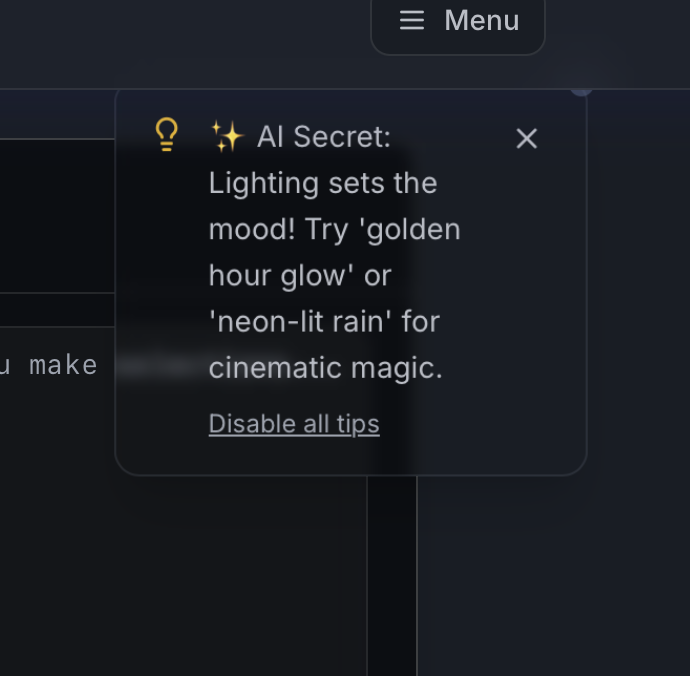 Menu
✨ AI Secret:
Lighting sets the
mood! Try 'golden
hour glow' or
'neon-lit rain' for
u make
cinematic magic.
Disable all tips